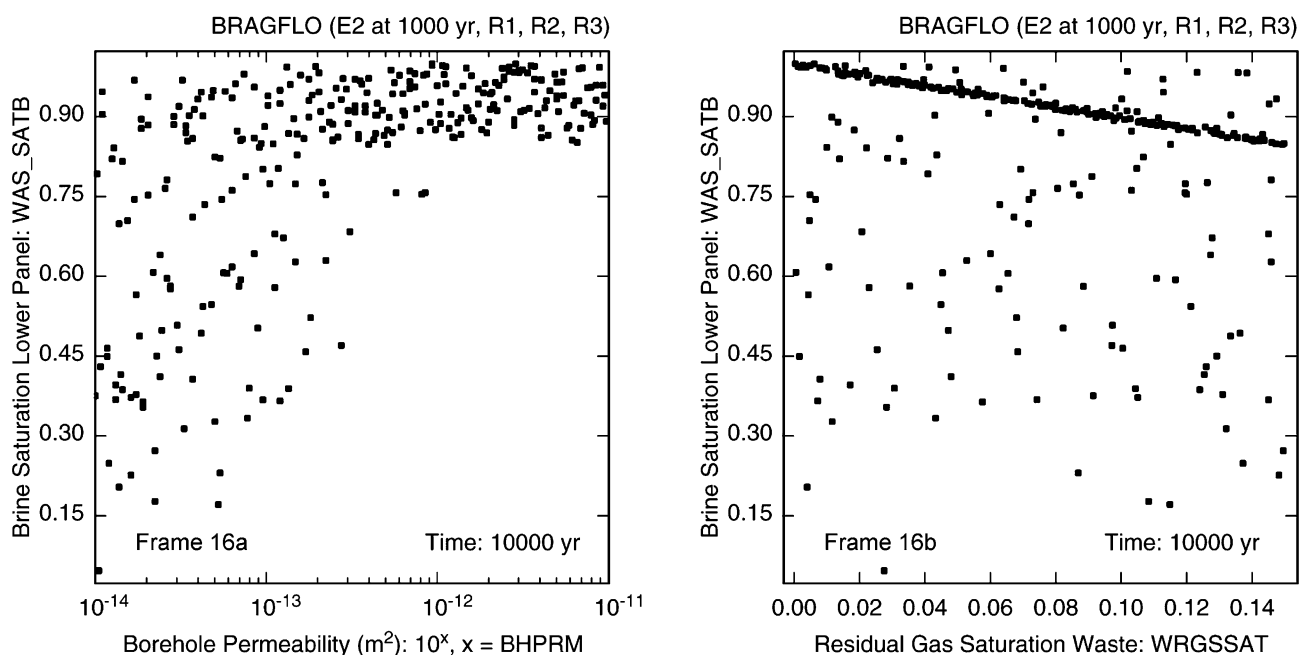 BRAGFLO (E2 at 1000 yr, R1, R2, R3)
Brine Saturation Lower Panel: WAS_SATB
0.90
0.75
0.60
0.45
0.30
0.15
Frame 16a
Time: 10000 yr
10^-14
10^-13
10^-12
10^-11
Borehole Permeability (m²): 10ˣ, x = BHPRM
BRAGFLO (E2 at 1000 yr, R1, R2, R3)
Brine Saturation Lower Panel: WAS_SATB
0.90
0.75
0.60
0.45
0.30
0.15
Frame 16b
Time: 10000 yr
0.00 0.02 0.04 0.06 0.08 0.10 0.12 0.14
Residual Gas Saturation Waste: WRGSSAT